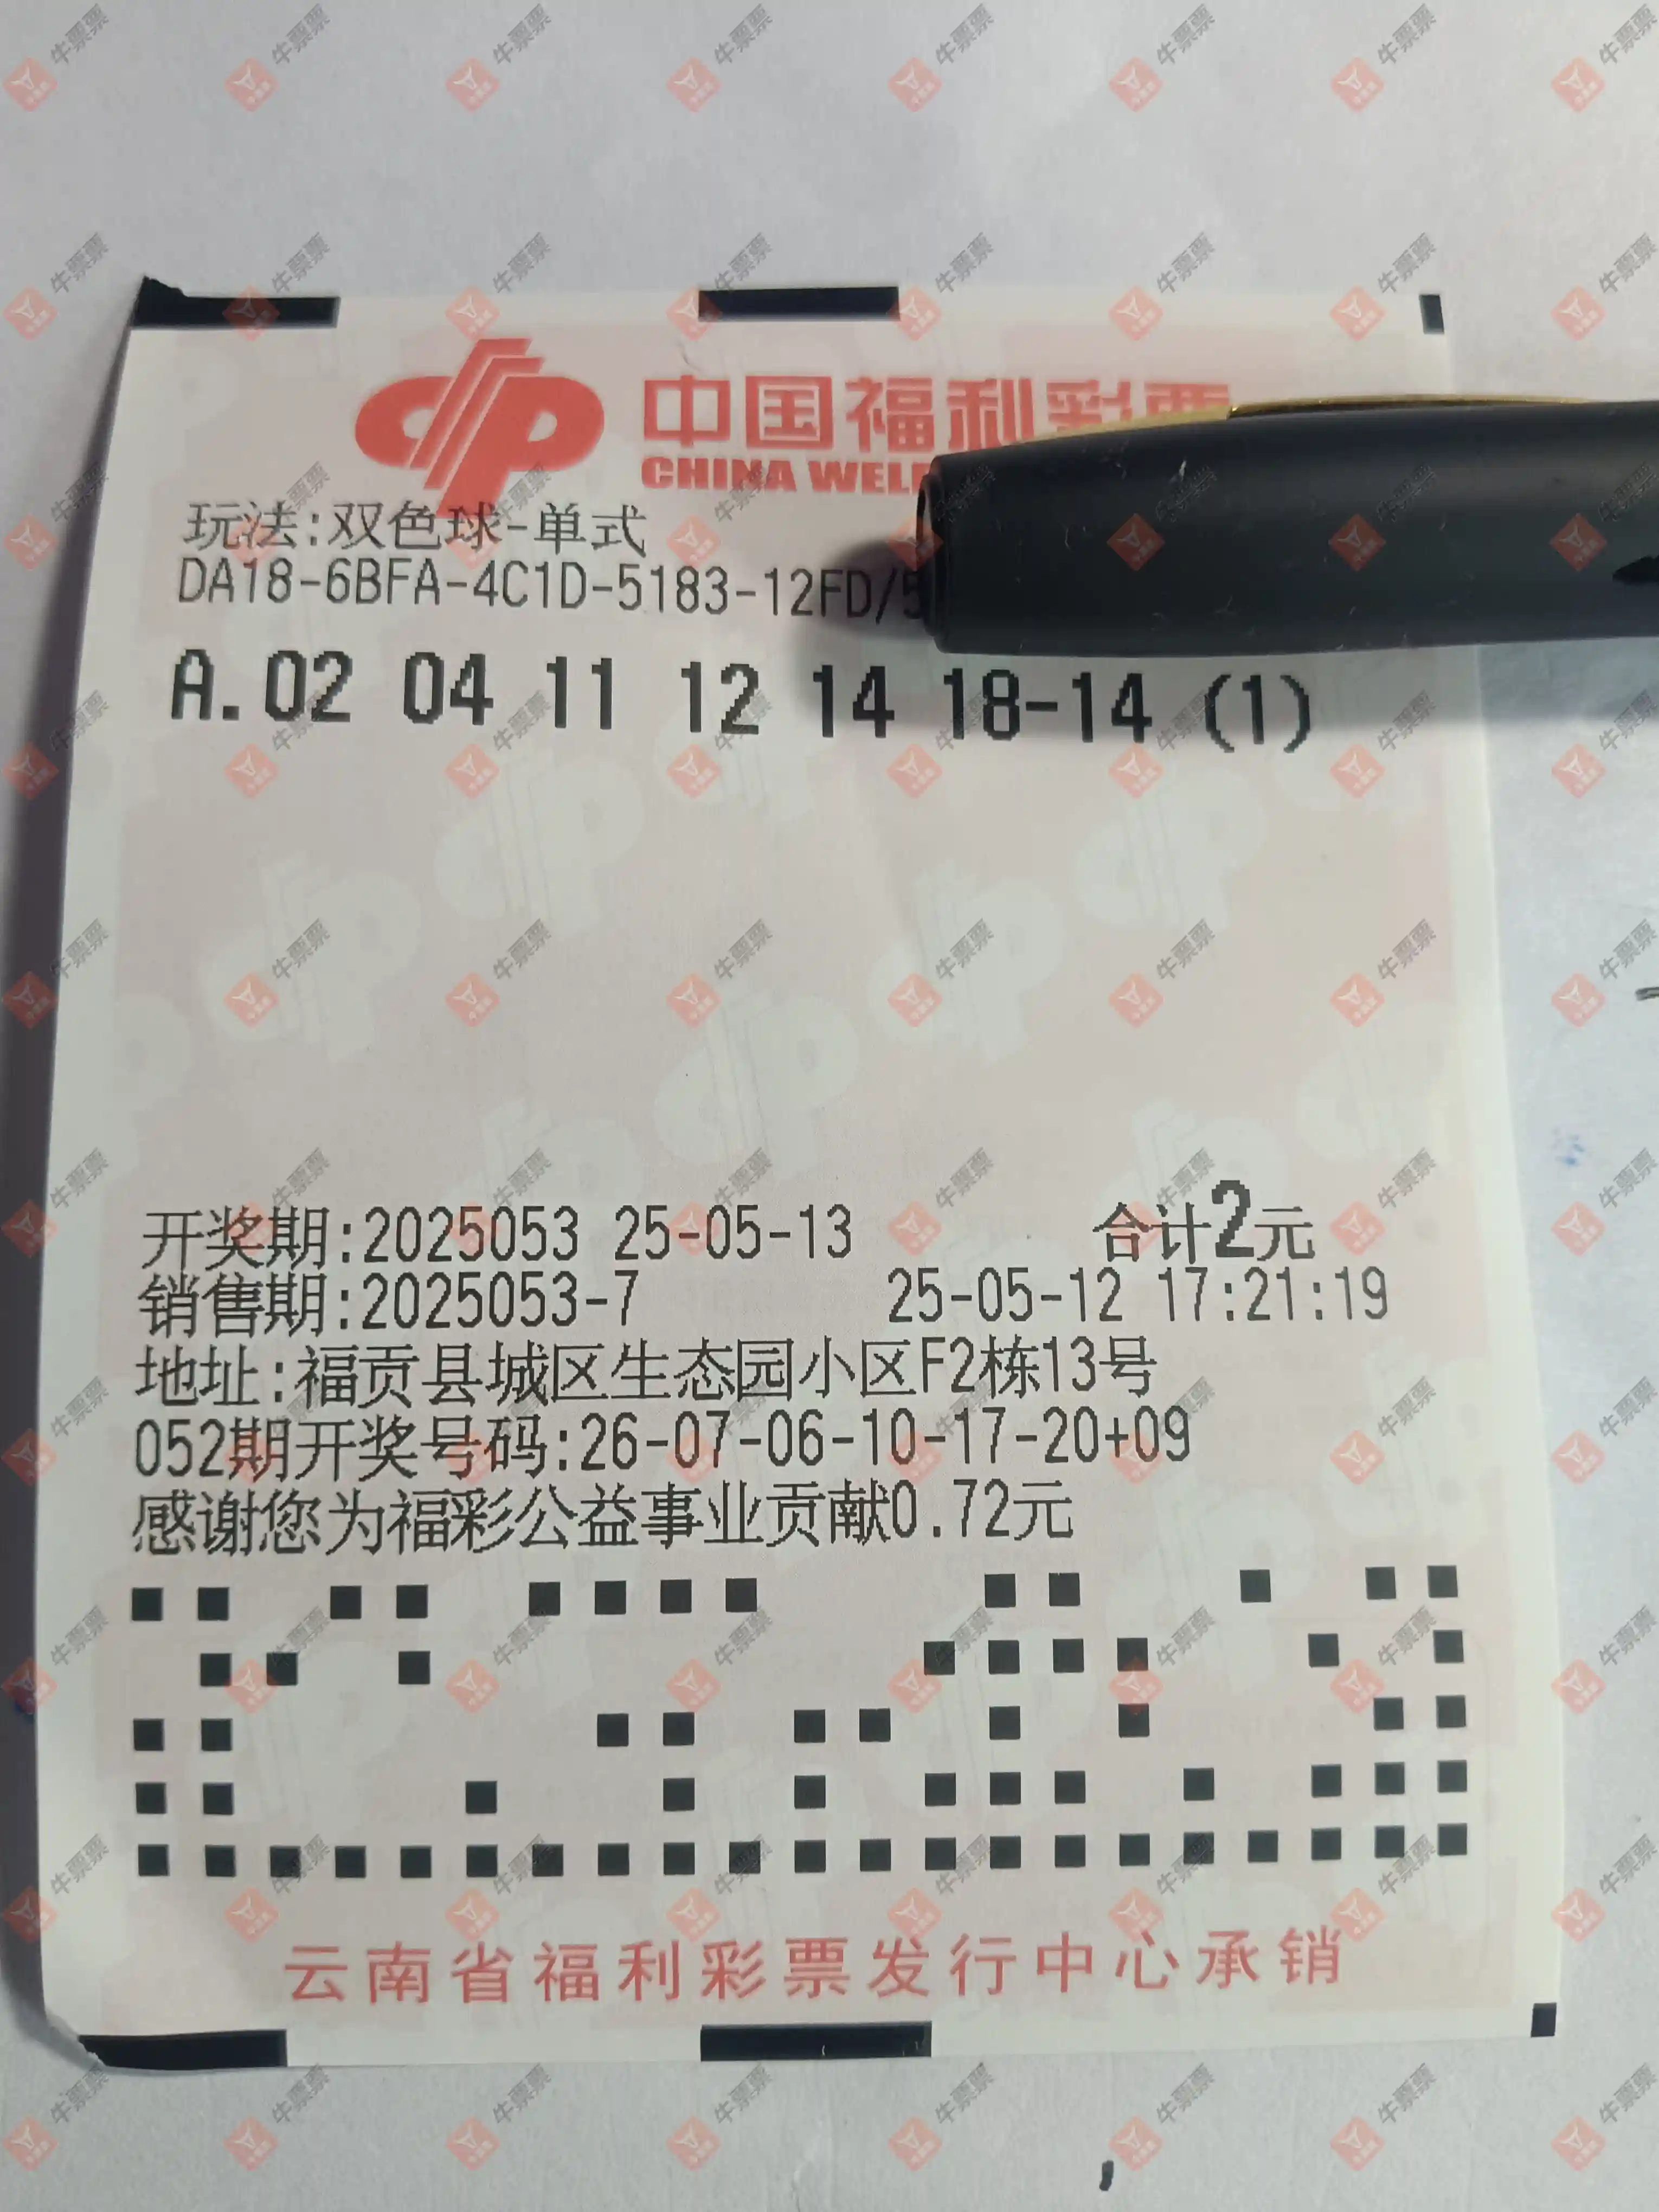 中国福利彩票
CHINA WEL
玩法:双色球-单式
DA18-6BFA-4C1D-5183-12FD/5
A.02 04 11 12 14 18-14 (1)
开奖期:2025053 25-05-13 合计2元
销售期:2025053-7 25-05-12 17:21:19
地址:福贡县城区生态园小区F2栋13号
052期开奖号码:26-07-06-10-17-20+09
感谢您为福彩公益事业贡献0.72元
云南省福利彩票发行中心承销
牛票票